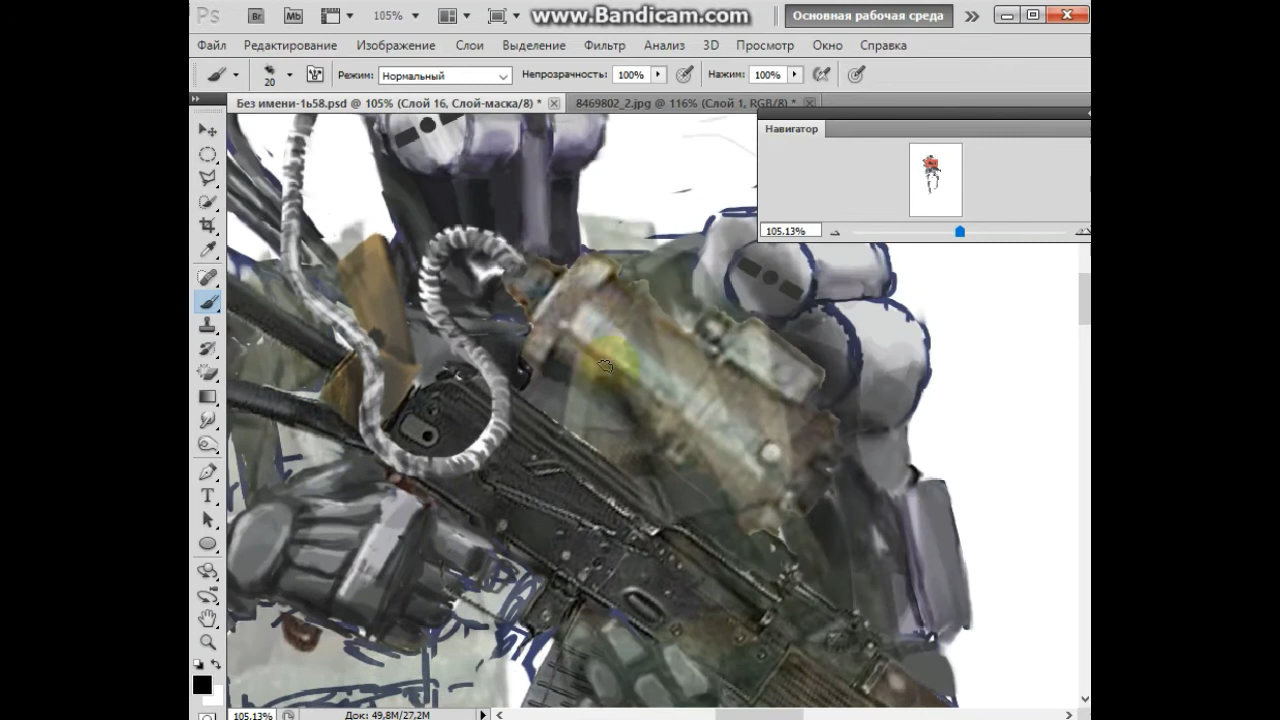 Ps Br Mb 105% www.Bandicam.com Основная рабочая среда
Файл Редактирование Изображение Слои Выделение Фильтр Анализ 3D Просмотр Окно Справка
20 Режим: Нормальный Непрозрачность: 100% Нажим: 100%
Без имени-1ь58.psd @ 105% (Слой 16, Слой-маска/8) * 8469802_2.jpg @ 116% (Слой 1, RGB/8) *
Навигатор
105.13%
T
105.13% Док: 49,8M/27,2M